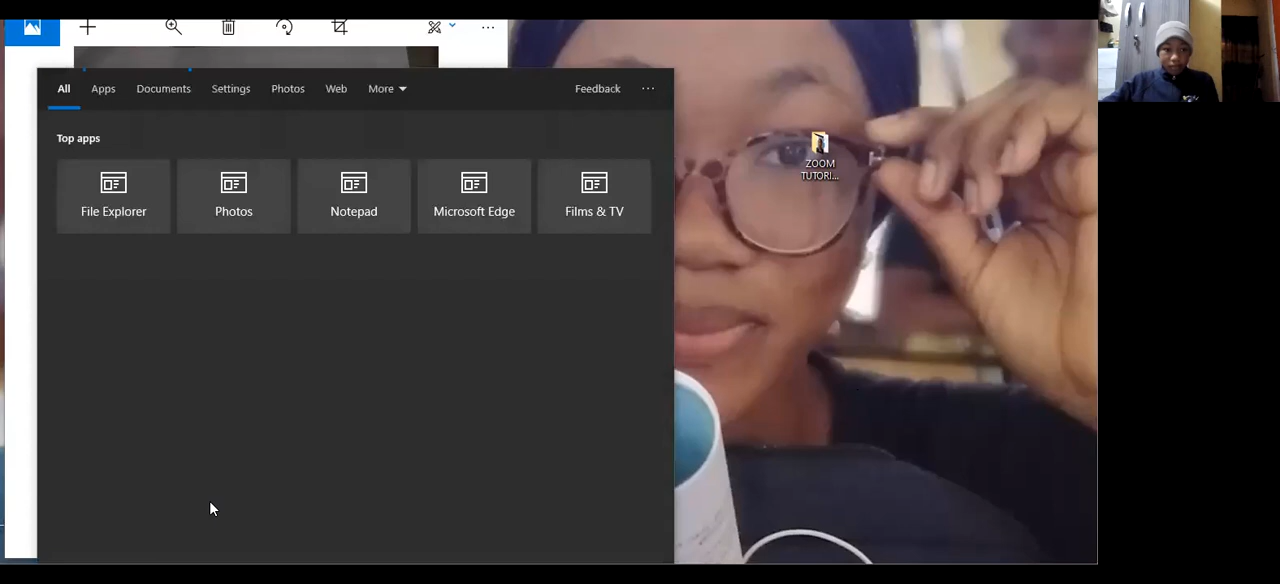 All Apps Documents Settings Photos Web More Feedback
Top apps
File Explorer Photos Notepad Microsoft Edge Films & TV
ZOOM
TUTORI...